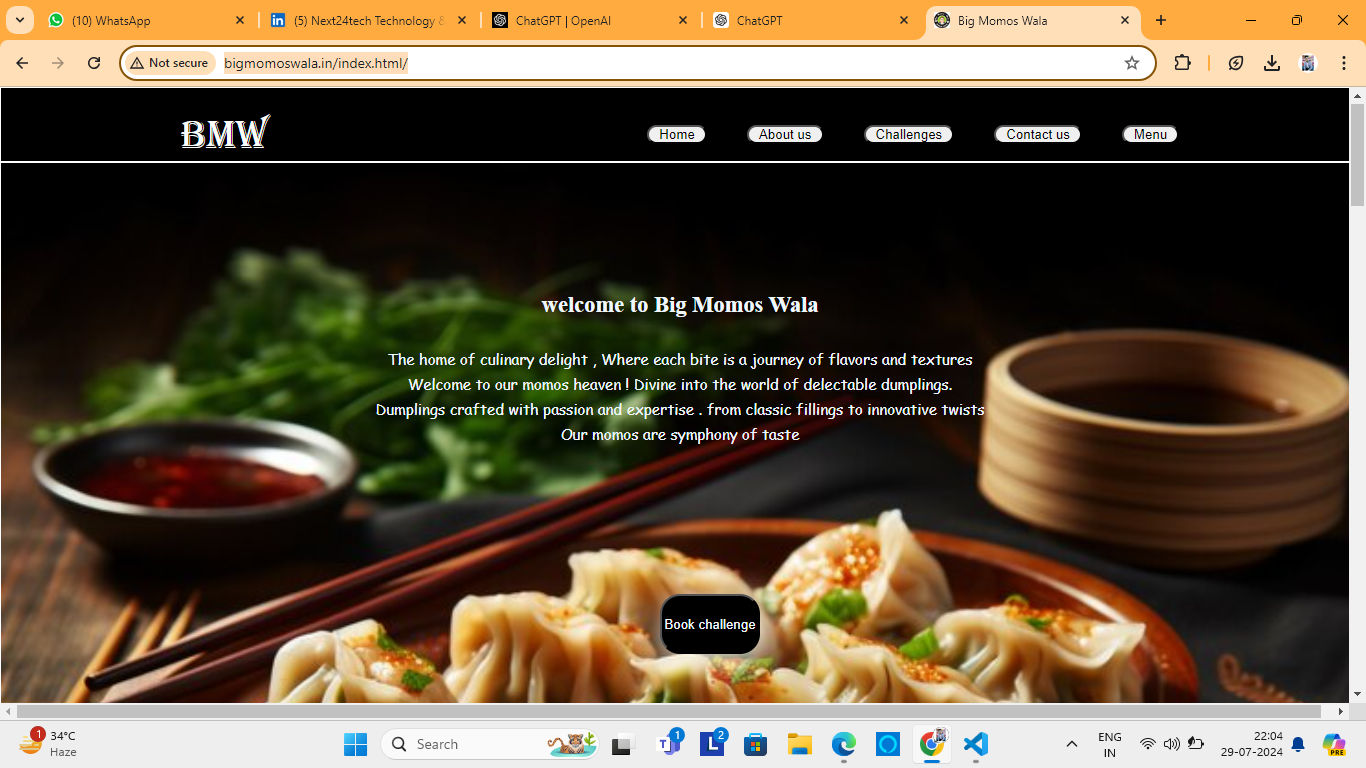 (10) WhatsApp
(5) Next24tech Technology &
ChatGPT | OpenAI
ChatGPT
Big Momos Wala
Not secure
bigmomoswala.in/index.html/
BMW
Home
About us
Challenges
Contact us
Menu
welcome to Big Momos Wala
The home of culinary delight , Where each bite is a journey of flavors and textures
Welcome to our momos heaven ! Divine into the world of delectable dumplings.
Dumplings crafted with passion and expertise . from classic fillings to innovative twists
Our momos are symphony of taste
Book challenge
1
34°C
Haze
Search
1
2
ENG
IN
22:04
29-07-2024
PRE